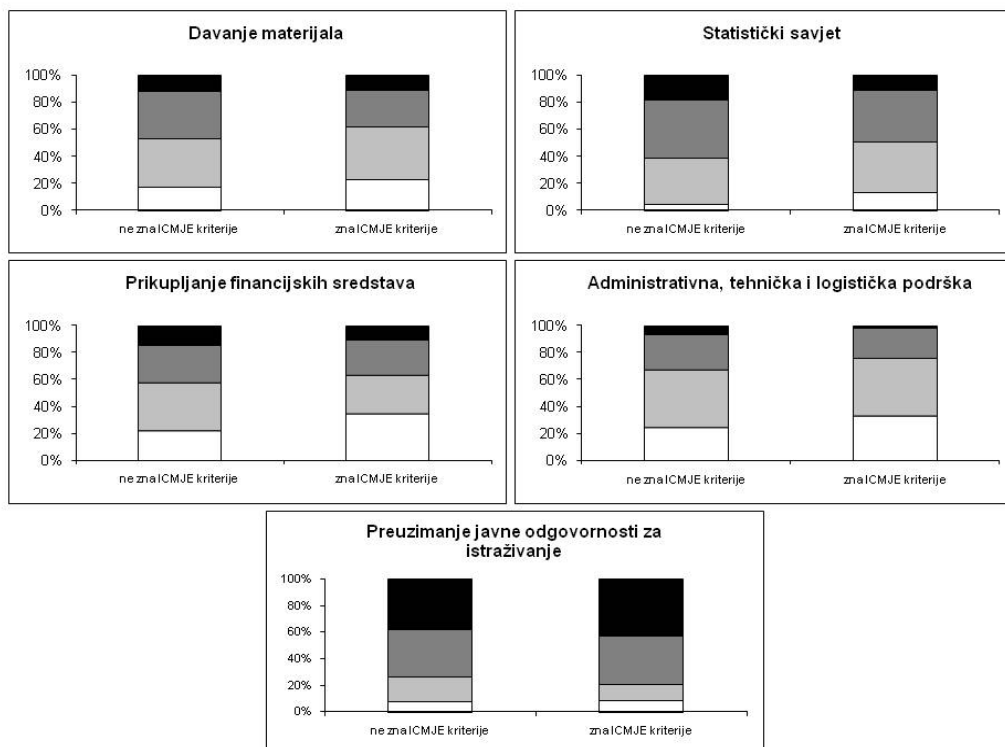 Davanje materijala
100%
80%
60%
40%
20%
0%
ne zna ICMJE kriterije
zna ICMJE kriterije
Statistički savjet
100%
80%
60%
40%
20%
0%
ne zna ICMJE kriterije
zna ICMJE kriterije
Prikupljanje financijskih sredstava
100%
80%
60%
40%
20%
0%
ne zna ICMJE kriterije
zna ICMJE kriterije
Administrativna, tehnička i logistička podrška
100%
80%
60%
40%
20%
0%
ne zna ICMJE kriterije
zna ICMJE kriterije
Preuzimanje javne odgovornosti za
istraživanje
100%
80%
60%
40%
20%
0%
ne zna ICMJE kriterije
zna ICMJE kriterije